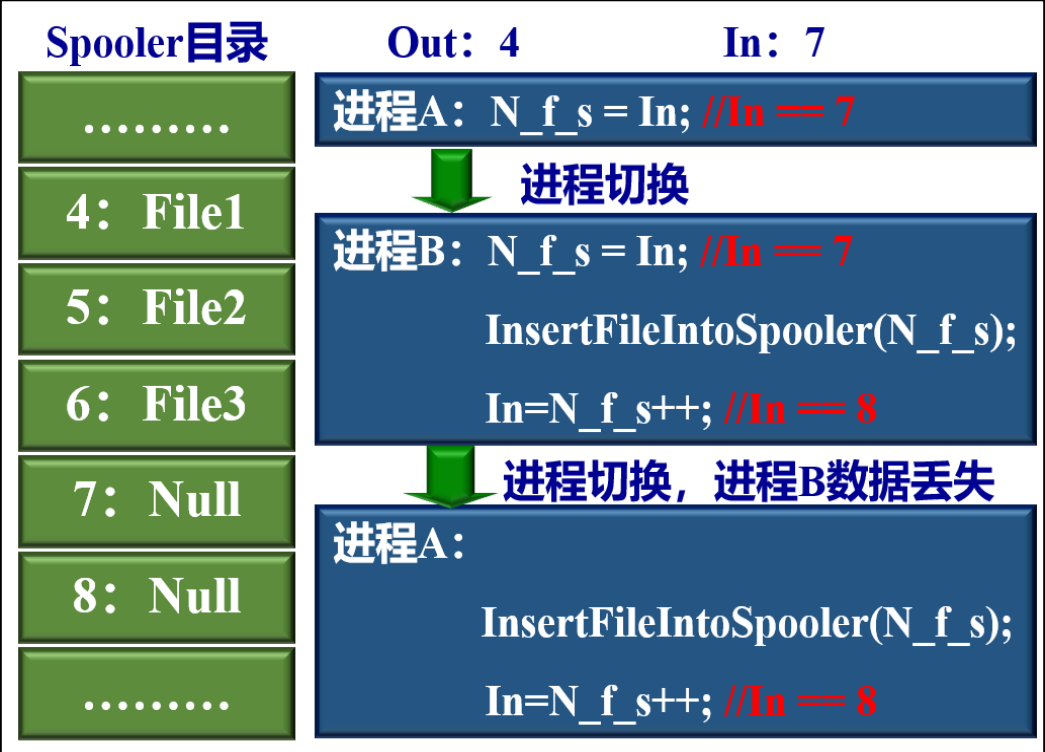 Spooler目录
Out：4
In：7
………
4：File1
5：File2
6：File3
7：Null
8：Null
………
进程A：N_f_s = In; //In == 7
进程切换
进程B：N_f_s = In; //In == 7
InsertFileIntoSpooler(N_f_s);
In=N_f_s++; //In == 8
进程切换，进程B数据丢失
进程A：
InsertFileIntoSpooler(N_f_s);
In=N_f_s++; //In == 8